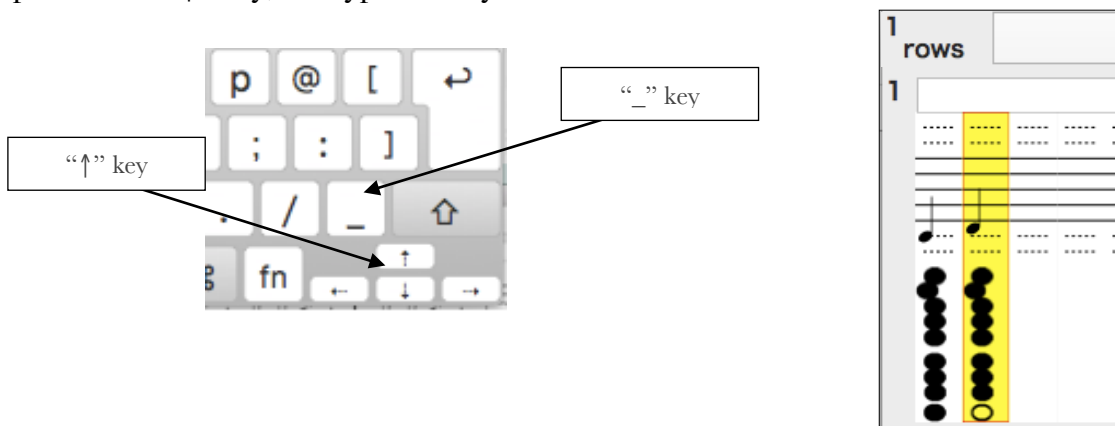 1
rows
1
p @ [ ↵
“_” key
; : ]
“↑” key
. / _ ⇧
fn ← ↑ ↓ →